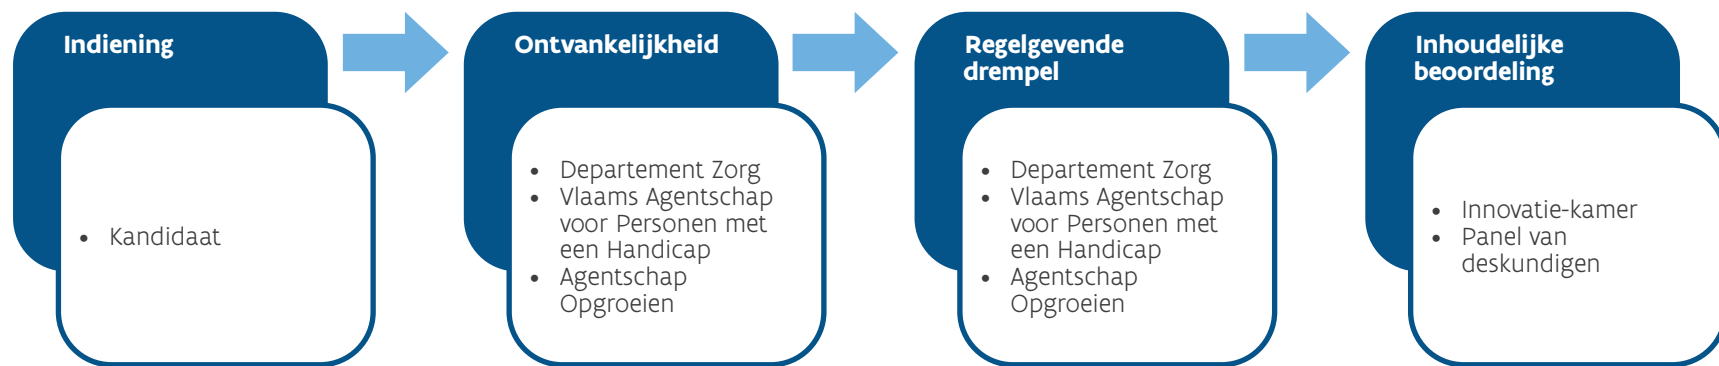 Indiening
• Kandidaat
Ontvankelijkheid
• Departement Zorg
• Vlaams Agentschap
voor Personen met
een Handicap
• Agentschap
Opgroeien
Regelgevende
drempel
• Departement Zorg
• Vlaams Agentschap
voor Personen met
een Handicap
• Agentschap
Opgroeien
Inhoudelijke
beoordeling
• Innovatie-kamer
• Panel van
deskundigen